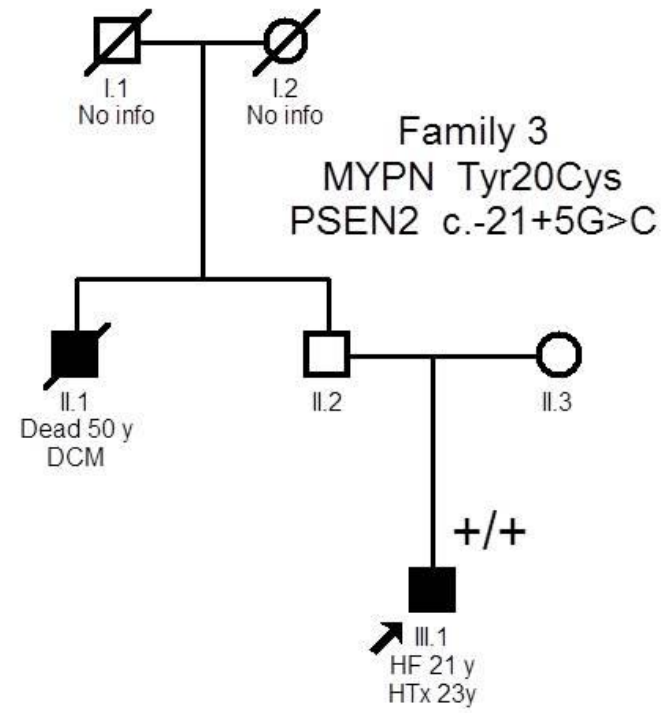 I.1
No info
I.2
No info
Family 3
MYPN Tyr20Cys
PSEN2 c.-21+5G>C
II.1
Dead 50 y
DCM
II.2
II.3
+/+
III.1
HF 21 y
HTx 23y